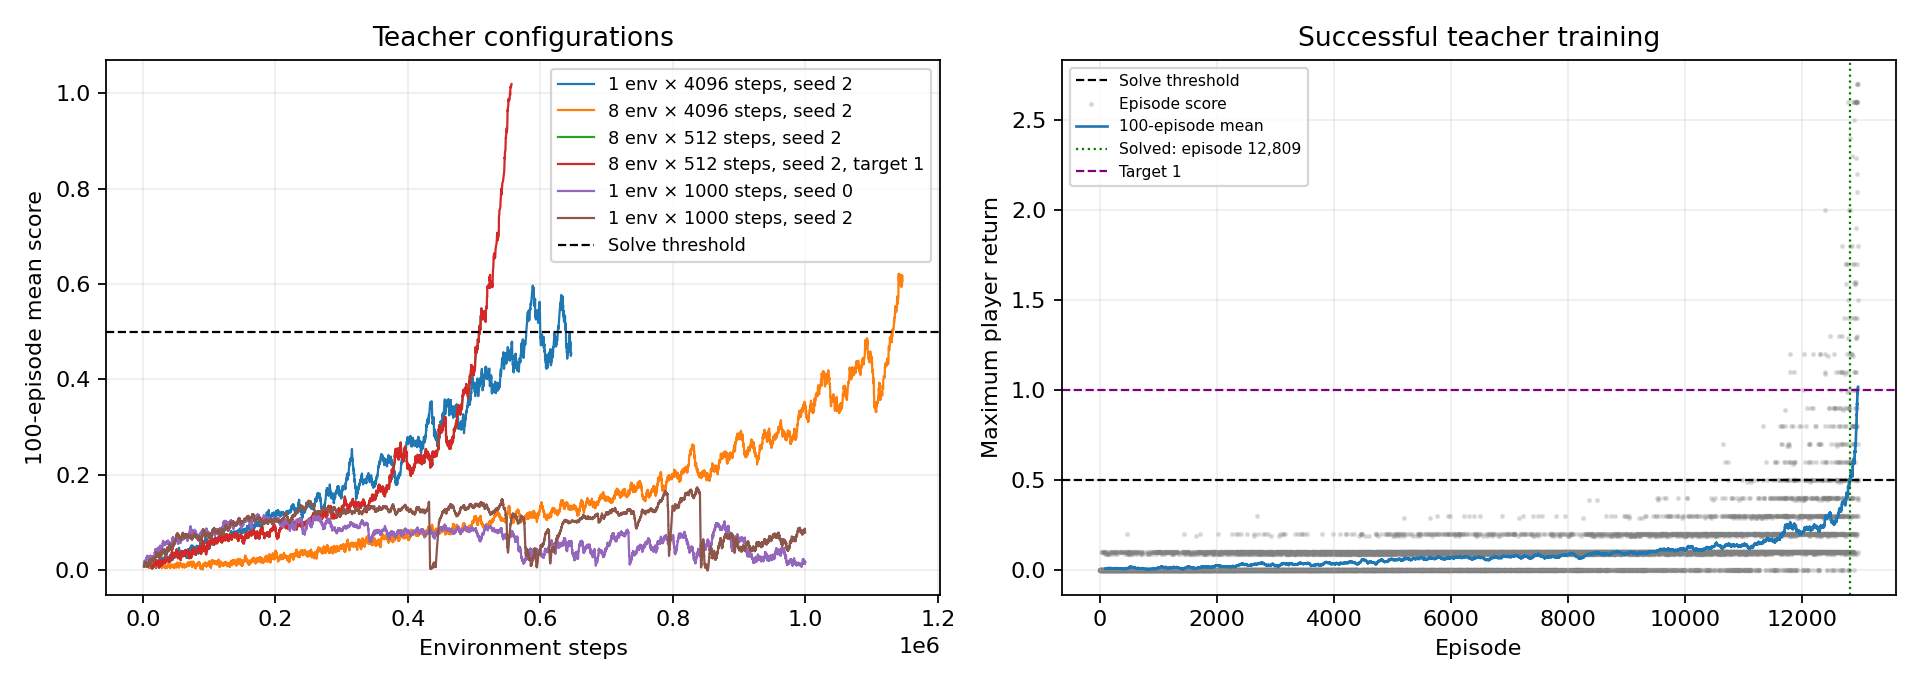 Teacher configurations
100-episode mean score
1.0
0.8
0.6
0.4
0.2
0.0
1 env × 4096 steps, seed 2
8 env × 4096 steps, seed 2
8 env × 512 steps, seed 2
8 env × 512 steps, seed 2, target 1
1 env × 1000 steps, seed 0
1 env × 1000 steps, seed 2
Solve threshold
0.0 0.2 0.4 0.6 0.8 1.0 1.2
1e6
Environment steps
Successful teacher training
Maximum player return
2.5
2.0
1.5
1.0
0.5
0.0
Solve threshold
Episode score
100-episode mean
Solved: episode 12,809
Target 1
0 2000 4000 6000 8000 10000 12000
Episode